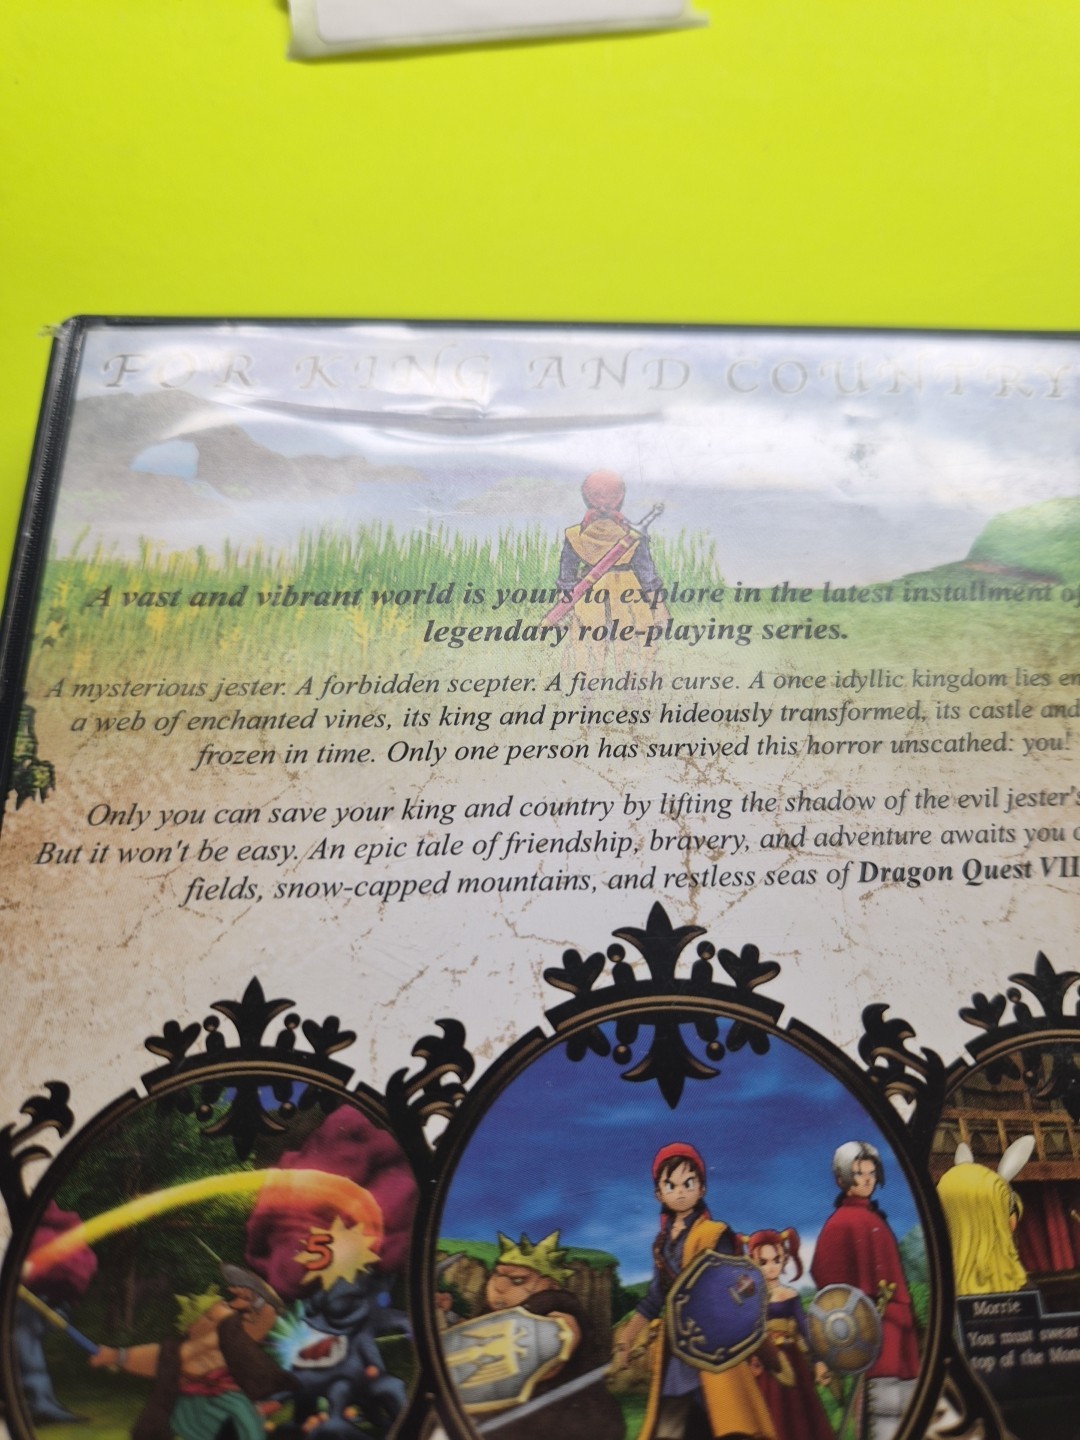 FOR KING AND COUNTRY
A vast and vibrant world is yours to explore in the latest installment
legendary role-playing series.
A mysterious jester. A forbidden scepter. A fiendish curse. A once idyllic kingdom lies
a web of enchanted vines, its king and princess hideously transformed, its castle and
frozen in time. Only one person has survived this horror unscathed: you!
Only you can save your king and country by lifting the shadow of the evil jester's
But it won't be easy. An epic tale of friendship, bravery, and adventure awaits you
fields, snow-capped mountains, and restless seas of Dragon Quest VII
5
Morrie
You must swear
top of the